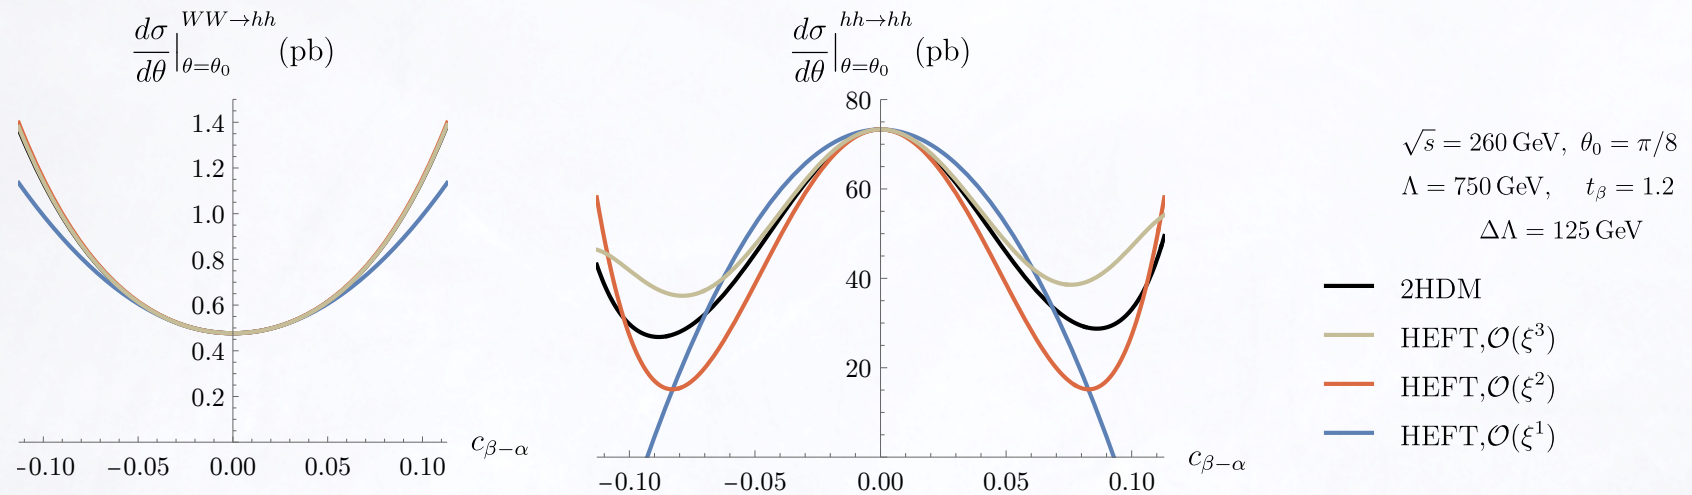 dσ/dθ|θ=θ₀ WW→hh (pb)
1.4
1.2
1.0
0.8
0.6
0.4
0.2
-0.10 −0.05 0.00 0.05 0.10
cβ−α
dσ/dθ|θ=θ₀ hh→hh (pb)
80
60
40
20
−0.10 −0.05 0.00 0.05 0.10
cβ−α
√s = 260 GeV, θ₀ = π/8
Λ = 750 GeV, tβ = 1.2
ΔΛ = 125 GeV
2HDM
HEFT,𝒪(ξ³)
HEFT,𝒪(ξ²)
HEFT,𝒪(ξ¹)